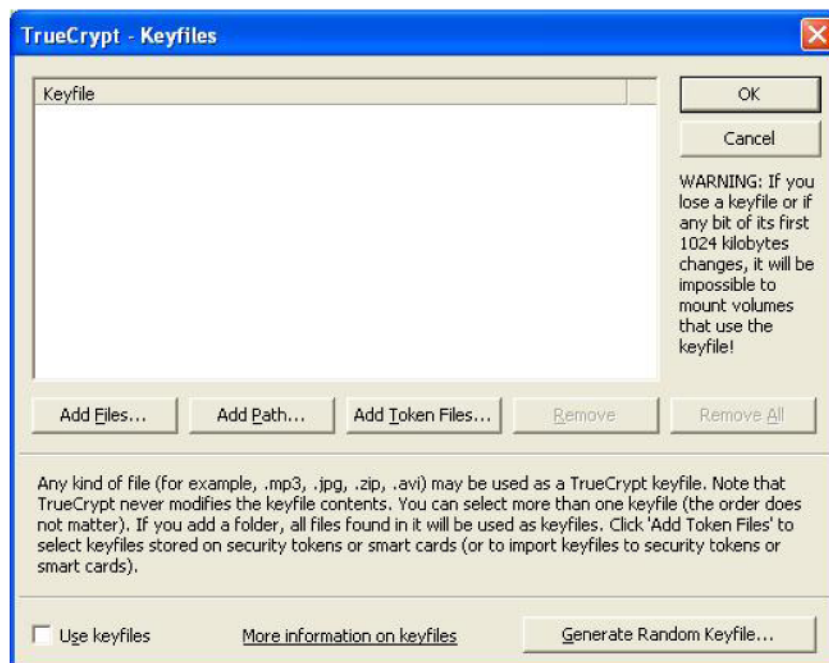 TrueCrypt - Keyfiles
Keyfile
OK
Cancel
WARNING: If you
lose a keyfile or if
any bit of its first
1024 kilobytes
changes, it will be
impossible to
mount volumes
that use the
keyfile!
Add Files...
Add Path...
Add Token Files...
Remove
Remove All
Any kind of file (for example, .mp3, .jpg, .zip, .avi) may be used as a TrueCrypt keyfile. Note that
TrueCrypt never modifies the keyfile contents. You can select more than one keyfile (the order does
not matter). If you add a folder, all files found in it will be used as keyfiles. Click 'Add Token Files' to
select keyfiles stored on security tokens or smart cards (or to import keyfiles to security tokens or
smart cards).
Use keyfiles
More information on keyfiles
Generate Random Keyfile...